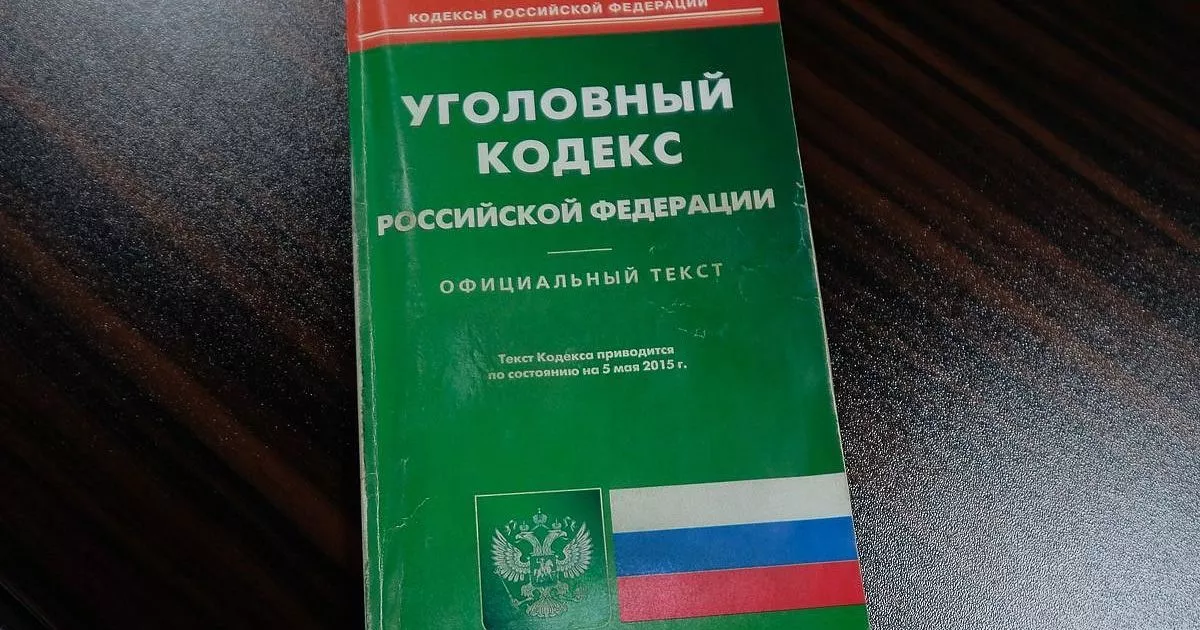 КОДЕКСЫ РОССИЙСКОЙ ФЕДЕРАЦИИ
УГОЛОВНЫЙ
КОДЕКС
РОССИЙСКОЙ ФЕДЕРАЦИИ
ОФИЦИАЛЬНЫЙ ТЕКСТ
Текст Кодекса приводится
по состоянию на 5 мая 2015 г.